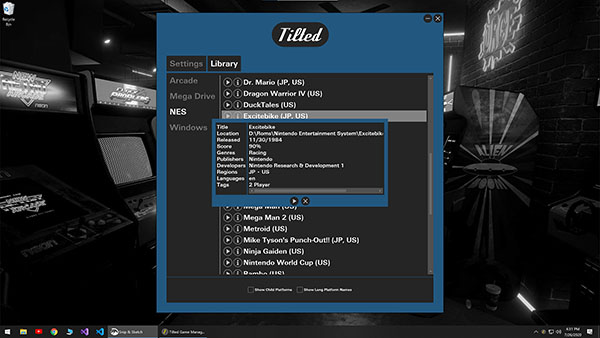 Recycle
Bin
Tilted
Settings
Library
Arcade
Mega Drive
NES
Windows
Dr. Mario (JP, US)
Dragon Warrior IV (US)
DuckTales (US)
Excitebike (JP, US)
Title Excitebike
Location D:\Roms\Nintendo Entertainment System\Excitebike
Released 11/30/1984
Score 90%
Genres Racing
Publishers Nintendo
Developers Nintendo Research & Development 1
Regions JP - US
Languages en
Tags 2 Player
Mega Man (US)
Mega Man 2 (US)
Metroid (US)
Mike Tyson's Punch-Out!! (JP, US)
Ninja Gaiden (US)
Nintendo World Cup (US)
Rambo (US)
Show Child Platforms
Show Long Platform Names
Snip & Sketch
Tilted Game Manag...
4:51 PM
7/26/2020